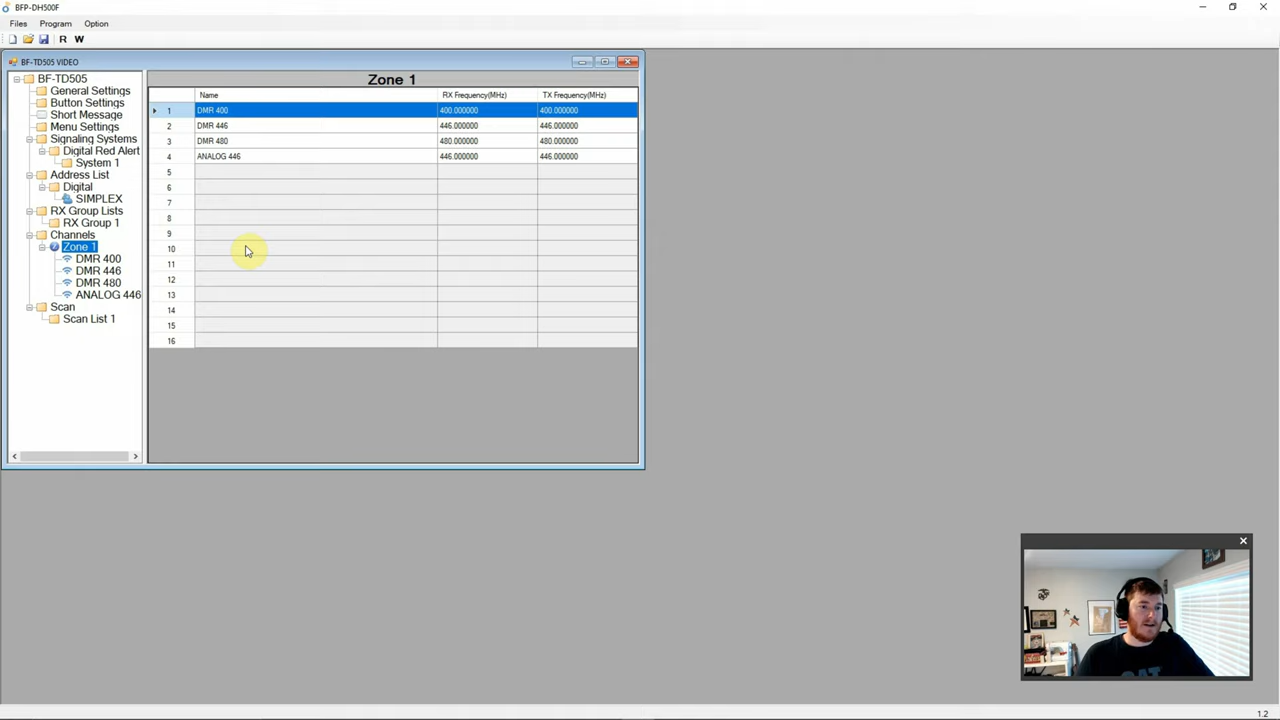 BFP-DH500F
Files Program Option
R W
BF-TD505 VIDEO
BF-TD505
General Settings
Button Settings
Short Message
Menu Settings
Signaling Systems
Digital Red Alert
System 1
Address List
Digital
SIMPLEX
RX Group Lists
RX Group 1
Channels
Zone 1
DMR 400
DMR 446
DMR 480
ANALOG 446
Scan
Scan List 1
Zone 1
Name RX Frequency(MHz) TX Frequency(MHz)
1 DMR 400 400.000000 400.000000
2 DMR 446 446.000000 446.000000
3 DMR 480 480.000000 480.000000
4 ANALOG 446 446.000000 446.000000
5
6
7
8
9
10
11
12
13
14
15
16
1.2